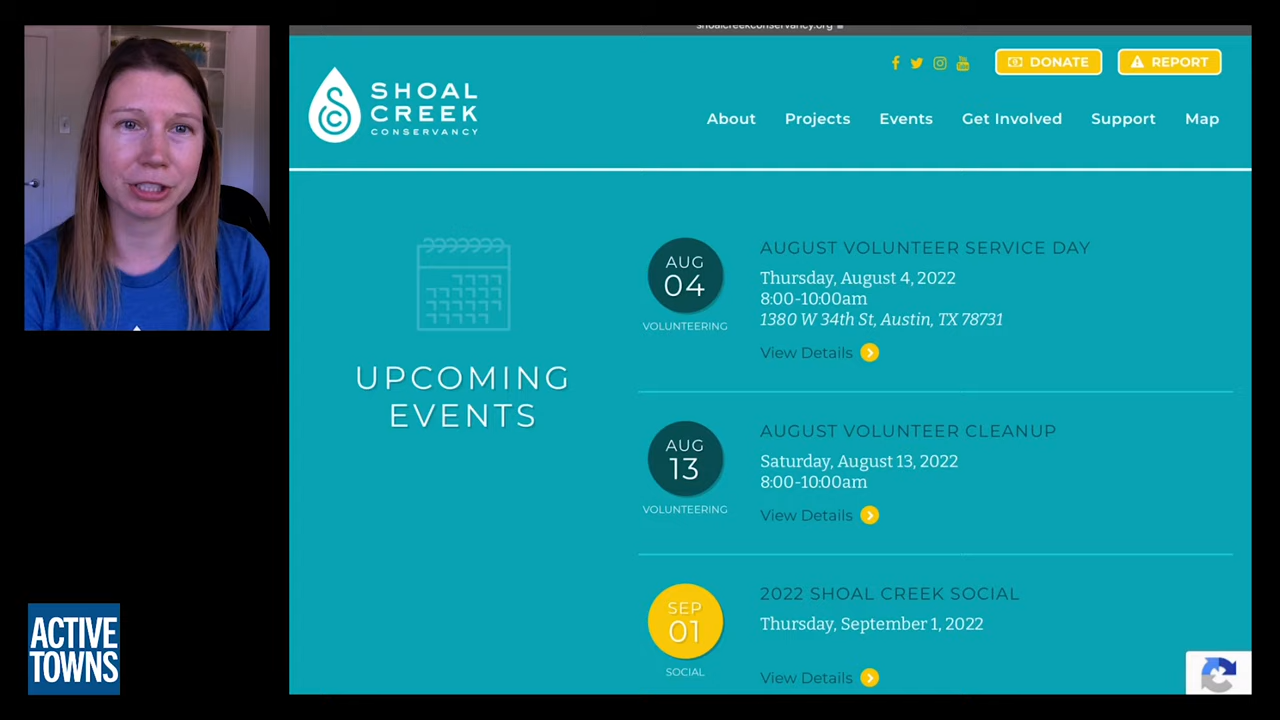 shoalcreekconservancy.org
DONATE
REPORT
SHOAL
CREEK
CONSERVANCY
About
Projects
Events
Get Involved
Support
Map
UPCOMING
EVENTS
AUG
04
VOLUNTEERING
AUGUST VOLUNTEER SERVICE DAY
Thursday, August 4, 2022
8:00-10:00am
1380 W 34th St, Austin, TX 78731
View Details
AUG
13
VOLUNTEERING
AUGUST VOLUNTEER CLEANUP
Saturday, August 13, 2022
8:00-10:00am
View Details
SEP
01
SOCIAL
2022 SHOAL CREEK SOCIAL
Thursday, September 1, 2022
View Details
ACTIVE
TOWNS